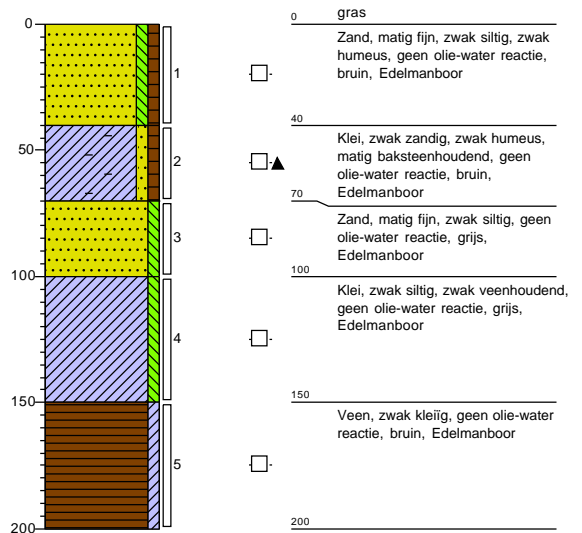 0
50
100
150
200
1
2
3
4
5
0
gras
Zand, matig fijn, zwak siltig, zwak
humeus, geen olie-water reactie,
bruin, Edelmanboor
40
Klei, zwak zandig, zwak humeus,
matig baksteenhoudend, geen
olie-water reactie, bruin,
Edelmanboor
70
Zand, matig fijn, zwak siltig, geen
olie-water reactie, grijs,
Edelmanboor
100
Klei, zwak siltig, zwak veenhoudend,
geen olie-water reactie, grijs,
Edelmanboor
150
Veen, zwak kleiïg, geen olie-water
reactie, bruin, Edelmanboor
200